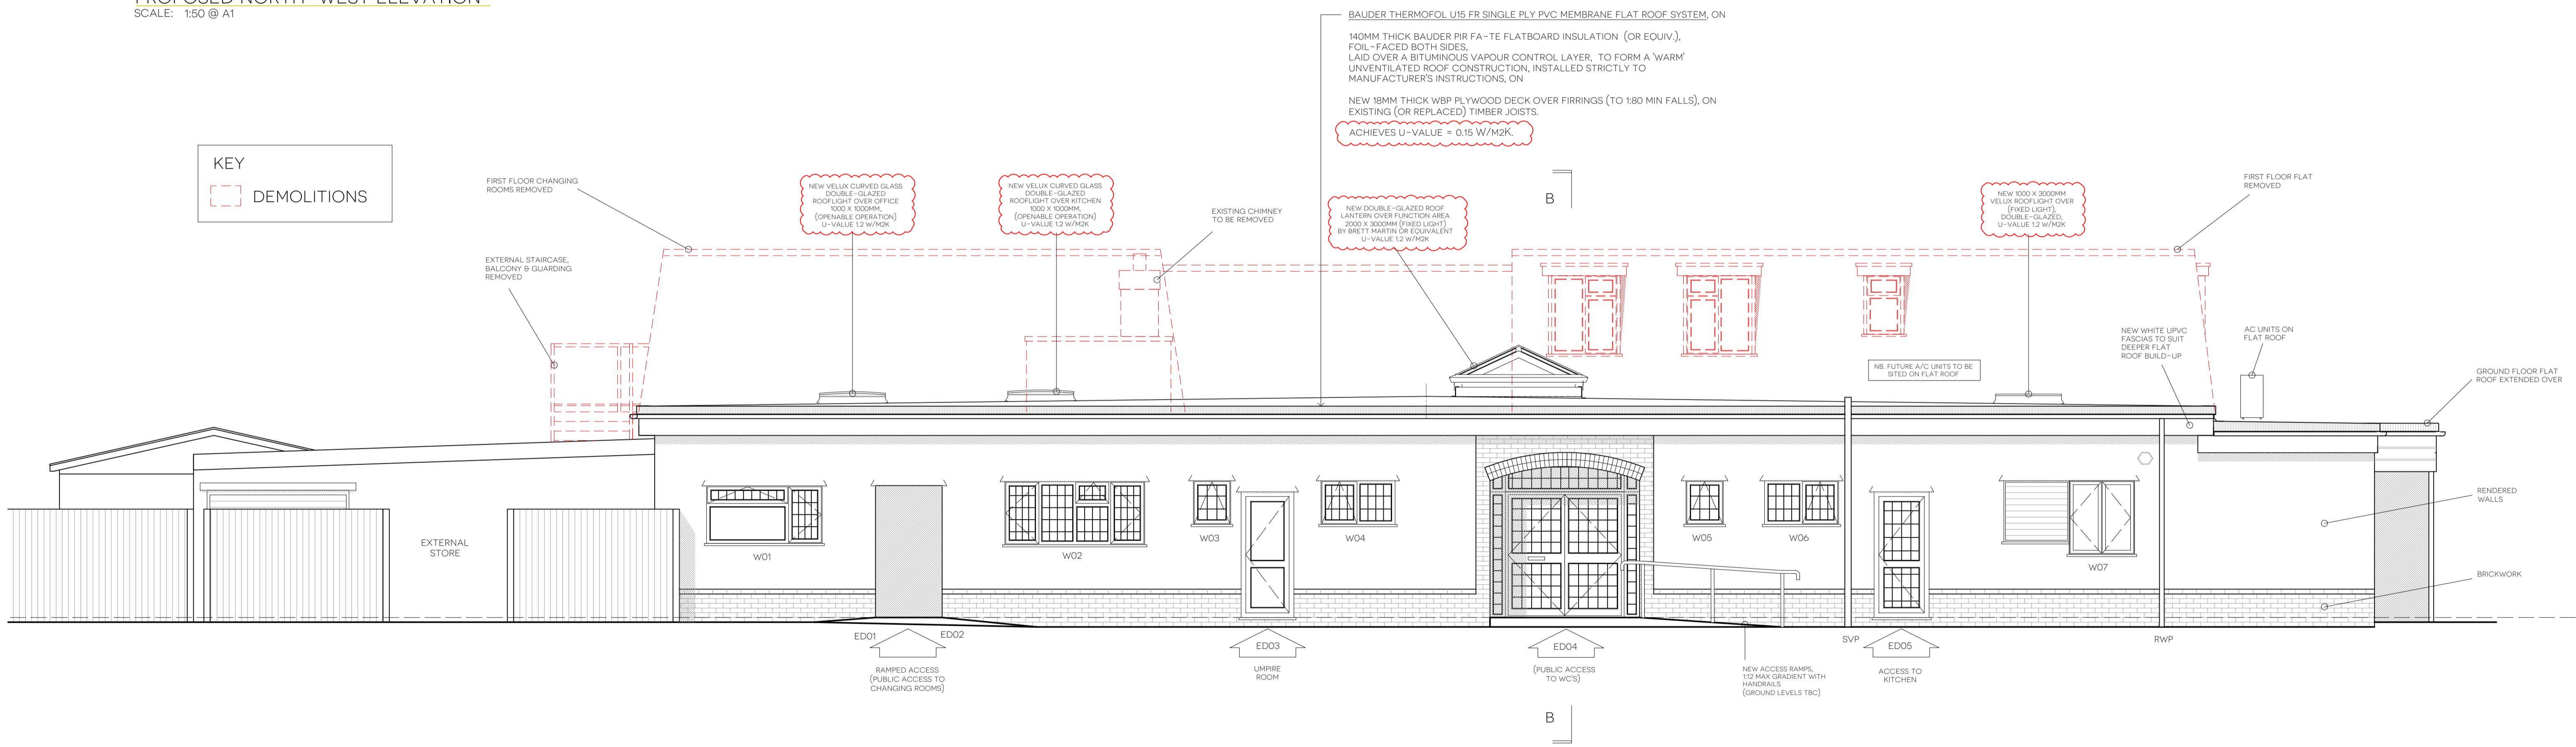 PROPOSED NORTH-WEST ELEVATION
SCALE: 1:50 @ A1
BAUDER THERMOFOL U15 FR SINGLE PLY PVC MEMBRANE FLAT ROOF SYSTEM, ON
140MM THICK BAUDER PIR FA-TE FLATBOARD INSULATION (OR EQUIV.),
FOIL-FACED BOTH SIDES,
LAID OVER A BITUMINOUS VAPOUR CONTROL LAYER, TO FORM A 'WARM'
UNVENTILATED ROOF CONSTRUCTION, INSTALLED STRICTLY TO
MANUFACTURER'S INSTRUCTIONS, ON
NEW 18MM THICK WBP PLYWOOD DECK OVER FIRRINGS (TO 1:80 MIN FALLS), ON
EXISTING (OR REPLACED) TIMBER JOISTS.
ACHIEVES U-VALUE = 0.15 W/M2K.
KEY
DEMOLITIONS
FIRST FLOOR CHANGING
ROOMS REMOVED
NEW VELUX CURVED GLASS
DOUBLE-GLAZED
ROOFLIGHT OVER OFFICE
1000 X 1000MM,
(OPENABLE OPERATION)
U-VALUE 1.2 W/M2K
NEW VELUX CURVED GLASS
DOUBLE-GLAZED
ROOFLIGHT OVER KITCHEN
1000 X 1000MM,
(OPENABLE OPERATION)
U-VALUE 1.2 W/M2K
EXISTING CHIMNEY
TO BE REMOVED
NEW DOUBLE-GLAZED ROOF
LANTERN OVER FUNCTION AREA
2000 X 3000MM (FIXED LIGHT)
BY BRETT MARTIN OR EQUIVALENT
U-VALUE 1.2 W/M2K
B
NEW 1000 X 3000MM
VELUX ROOFLIGHT OVER
(FIXED LIGHT),
DOUBLE-GLAZED,
U-VALUE 1.2 W/M2K
FIRST FLOOR FLAT
REMOVED
EXTERNAL STAIRCASE,
BALCONY & GUARDING
REMOVED
NEW WHITE UPVC
FASCIAS TO SUIT
DEEPER FLAT
ROOF BUILD-UP
AC UNITS ON
FLAT ROOF
NB. FUTURE A/C UNITS TO BE
SITED ON FLAT ROOF
GROUND FLOOR FLAT
ROOF EXTENDED OVER
EXTERNAL
STORE
W01
W02
W03
W04
W05
W06
W07
RENDERED
WALLS
BRICKWORK
ED01
ED02
RAMPED ACCESS
(PUBLIC ACCESS TO
CHANGING ROOMS)
ED03
UMPIRE
ROOM
ED04
(PUBLIC ACCESS
TO WC'S)
NEW ACCESS RAMPS,
1:12 MAX GRADIENT WITH
HANDRAILS
(GROUND LEVELS TBC)
SVP
ED05
ACCESS TO
KITCHEN
RWP
B